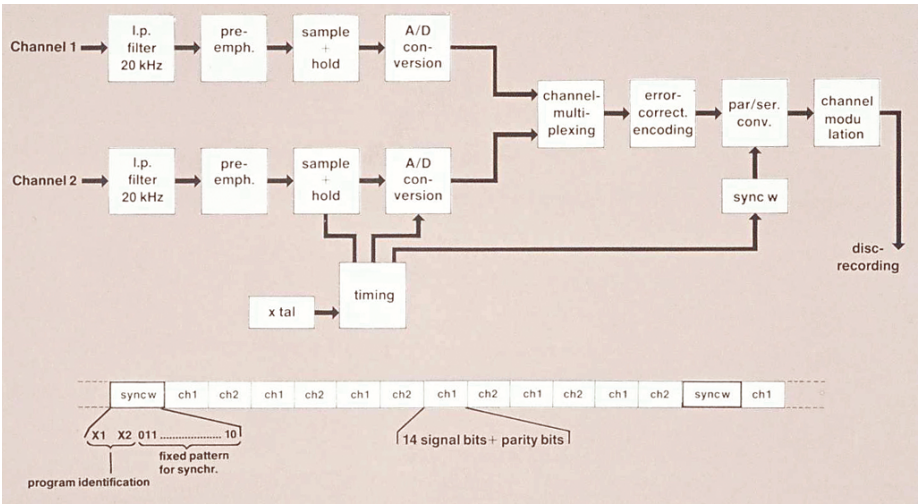 Channel 1
l.p.
filter
20 kHz
pre-
emph.
sample
+
hold
A/D
con-
version
Channel 2
l.p.
filter
20 kHz
pre-
emph.
sample
+
hold
A/D
con-
version
channel-
multi-
plexing
error-
correct.
encoding
par/ser.
conv.
channel
modu
lation
sync w
disc-
recording
timing
x tal
sync w ch1 ch2 ch1 ch2 ch1 ch2 ch1 ch2 ch1 ch2 ch1 ch2 sync w ch1
X1 X2 011 ...................... 10
14 signal bits + parity bits
fixed pattern
for synchr.
program identification